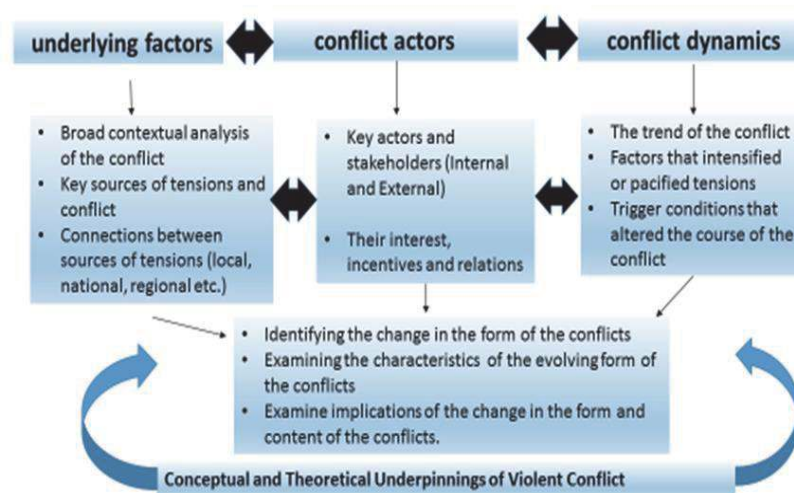 underlying factors
conflict actors
conflict dynamics
• Broad contextual analysis
of the conflict
• Key sources of tensions and
conflict
• Connections between
sources of tensions (local,
national, regional etc.)
• Key actors and
stakeholders (Internal
and External)
• Their interest,
incentives and relations
• The trend of the conflict
• Factors that intensified
or pacified tensions
• Trigger conditions that
altered the course of the
conflict
• Identifying the change in the form of the conflicts
• Examining the characteristics of the evolving form of
the conflicts
• Examine implications of the change in the form and
content of the conflicts.
Conceptual and Theoretical Underpinnings of Violent Conflict